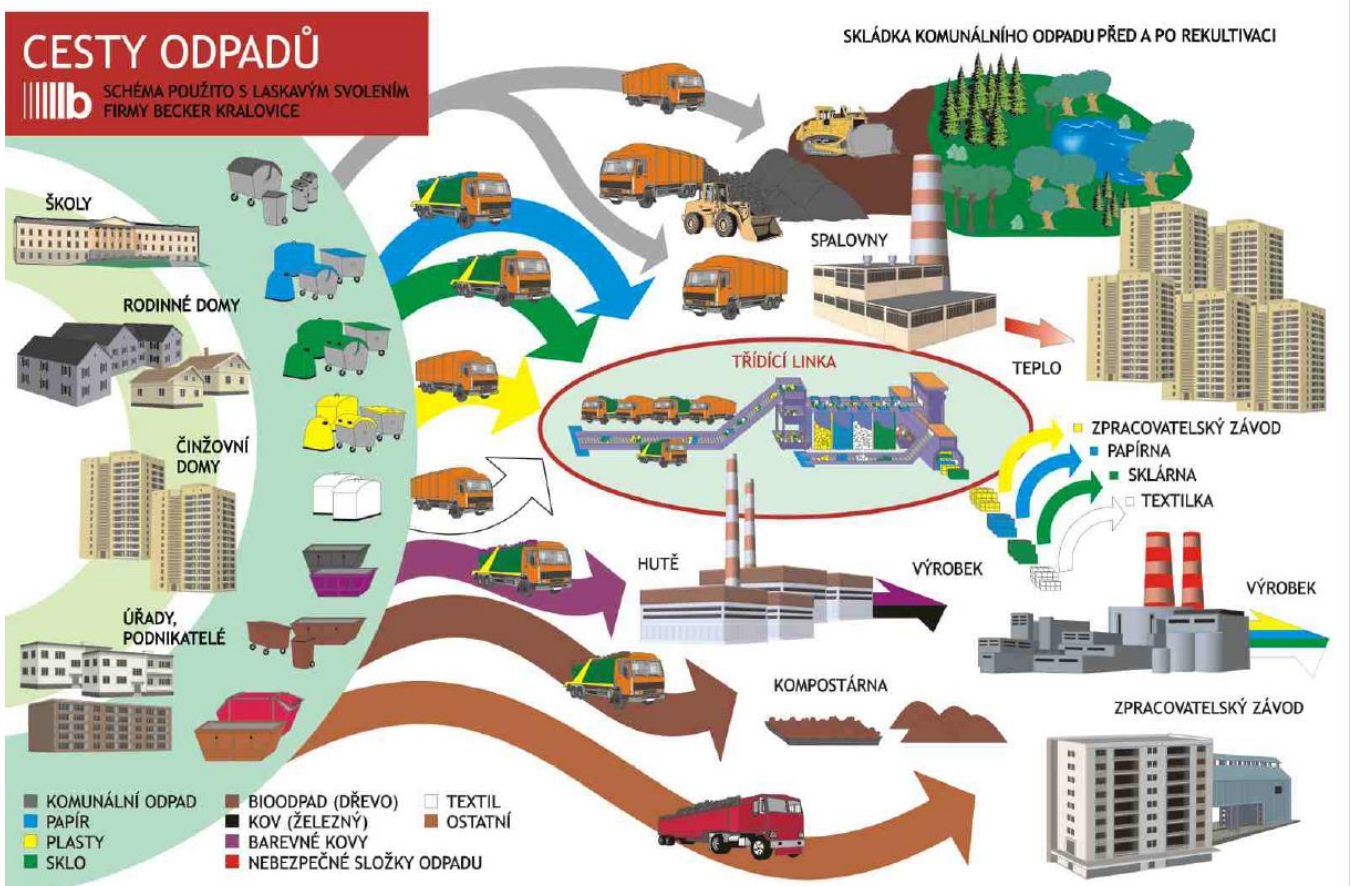 CESTY ODPADŮ
b SCHÉMA POUŽITO S LASKAVÝM SVOLENÍM
FIRMY BECKER KRALOVICE
SKLÁDKA KOMUNÁLNÍHO ODPADU PŘED A PO REKULTIVACI
ŠKOLY
RODINNÉ DOMY
ČINŽOVNÍ
DOMY
ÚŘADY,
PODNIKATELÉ
SPALOVNY
TEPLO
TŘÍDÍCÍ LINKA
ZPRACOVATELSKÝ ZÁVOD
PAPÍRNA
SKLÁRNA
TEXTILKA
HUTĚ
VÝROBEK
VÝROBEK
KOMPOSTÁRNA
ZPRACOVATELSKÝ ZÁVOD
KOMUNÁLNÍ ODPAD
PAPÍR
PLASTY
SKLO
BIOODPAD (DŘEVO)
KOV (ŽELEZNÝ)
BAREVNÉ KOVY
NEBEZPEČNÉ SLOŽKY ODPADU
TEXTIL
OSTATNÍ